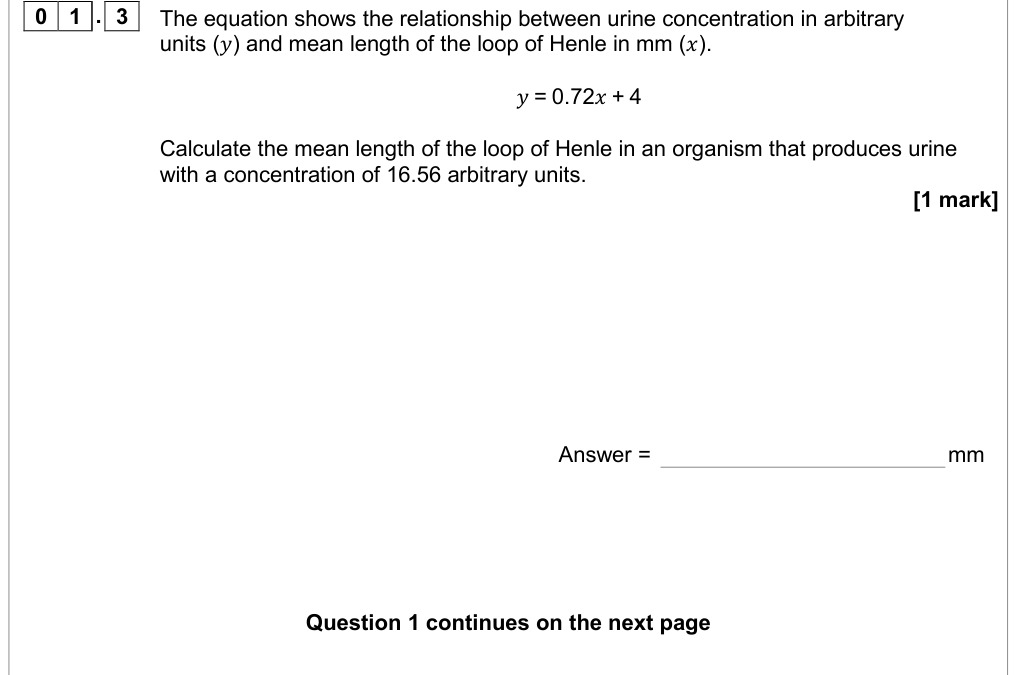 0 1 . 3 The equation shows the relationship between urine concentration in arbitrary
units (y) and mean length of the loop of Henle in mm (x).
y = 0.72x + 4
Calculate the mean length of the loop of Henle in an organism that produces urine
with a concentration of 16.56 arbitrary units.
[1 mark]
Answer = mm
Question 1 continues on the next page